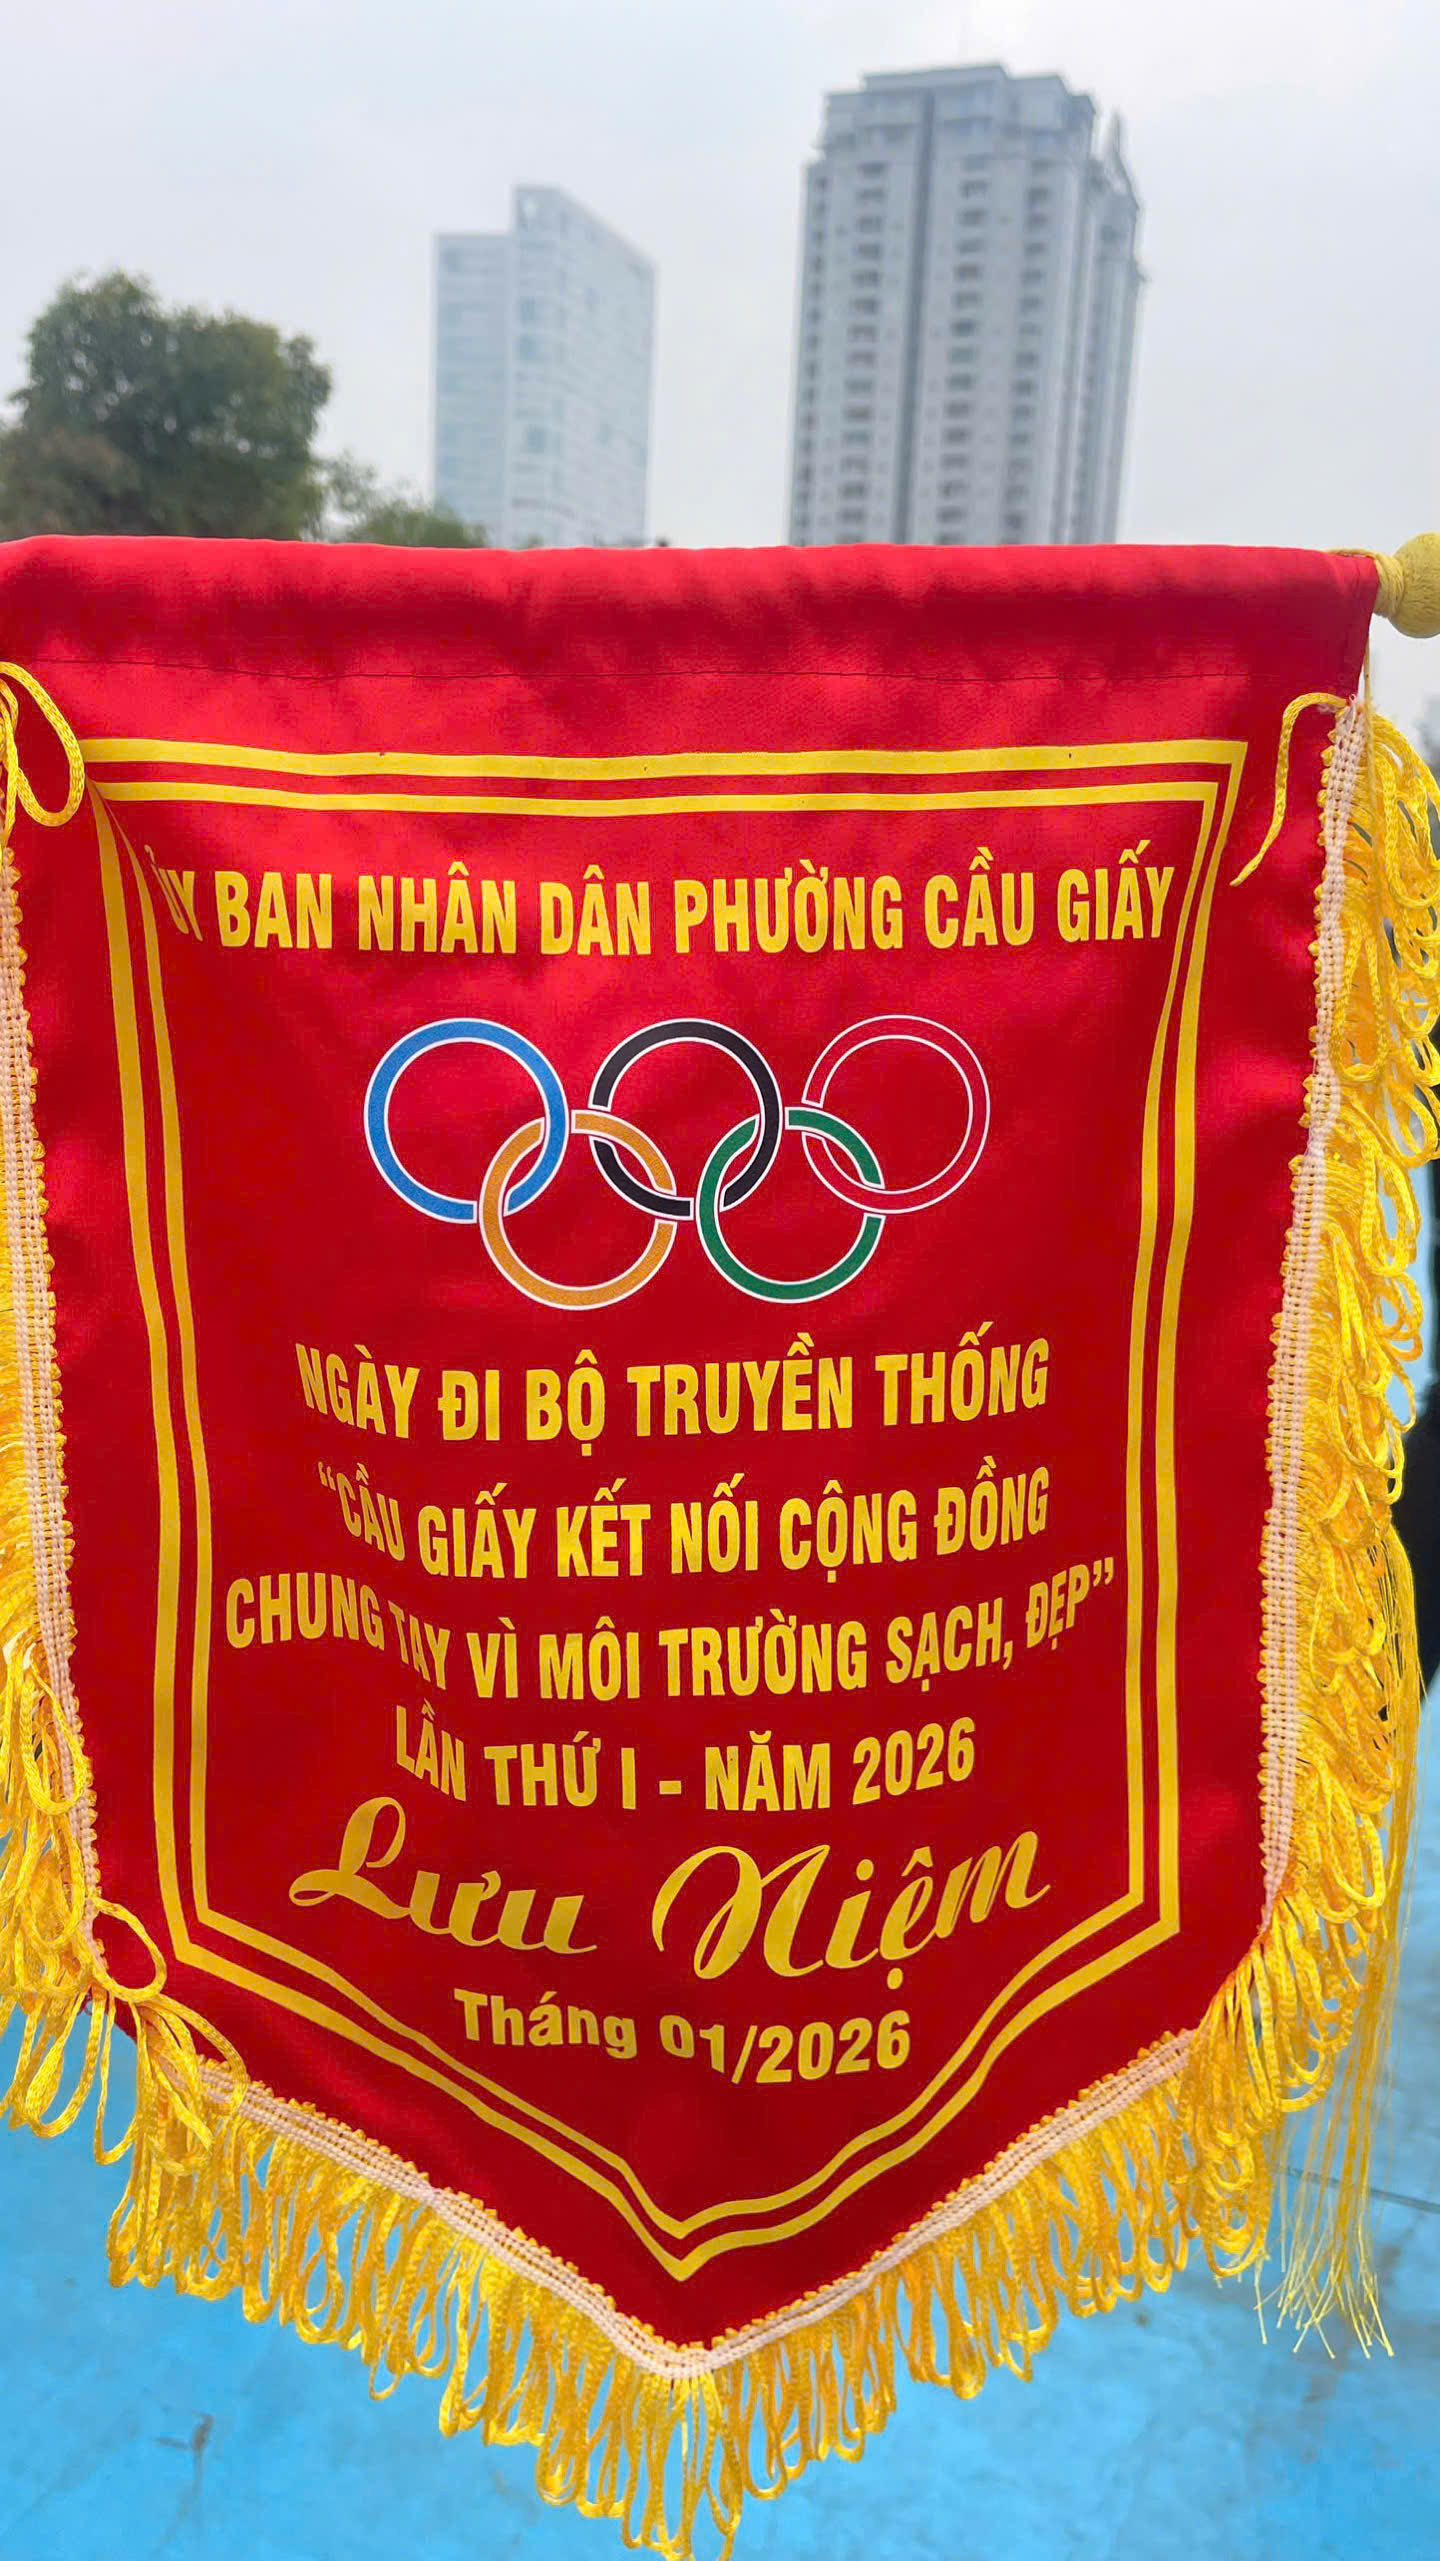 ỦY BAN NHÂN DÂN PHƯỜNG CẦU GIẤY
NGÀY ĐI BỘ TRUYỀN THỐNG
“CẦU GIẤY KẾT NỐI CỘNG ĐỒNG
CHUNG TAY VÌ MÔI TRƯỜNG SẠCH, ĐẸP”
LẦN THỨ I - NĂM 2026
Lưu Niệm
Tháng 01/2026